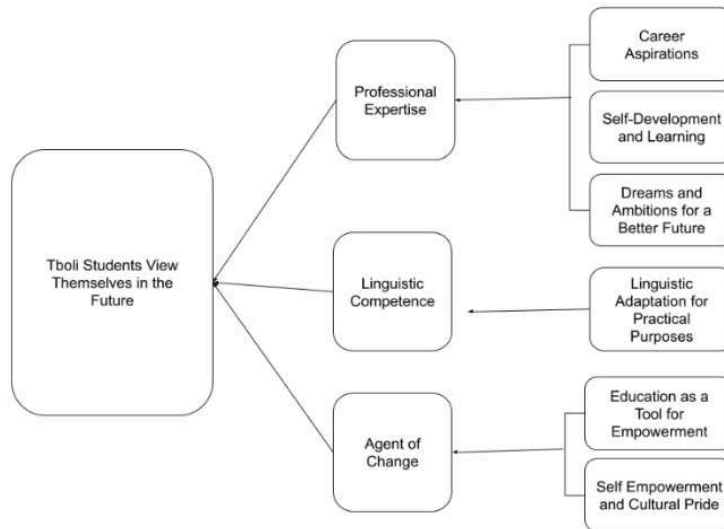 Tboli Students View
Themselves in the
Future
Professional
Expertise
Career
Aspirations
Self-Development
and Learning
Dreams and
Ambitions for a
Better Future
Linguistic
Competence
Linguistic
Adaptation for
Practical
Purposes
Agent of
Change
Education as a
Tool for
Empowerment
Self Empowerment
and Cultural Pride